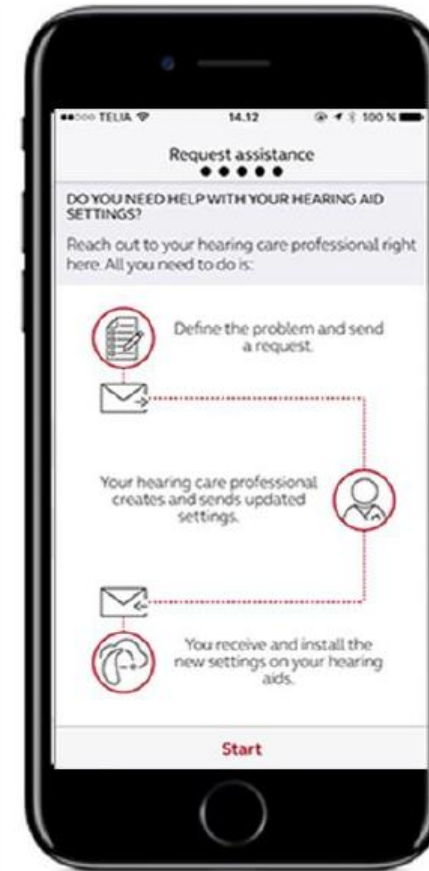 TELIA 14.12 100 %
Request assistance
DO YOU NEED HELP WITH YOUR HEARING AID
SETTINGS?
Reach out to your hearing care professional right
here. All you need to do is:
Define the problem and send
a request.
Your hearing care professional
creates and sends updated
settings.
You receive and install the
new settings on your hearing
aids.
Start